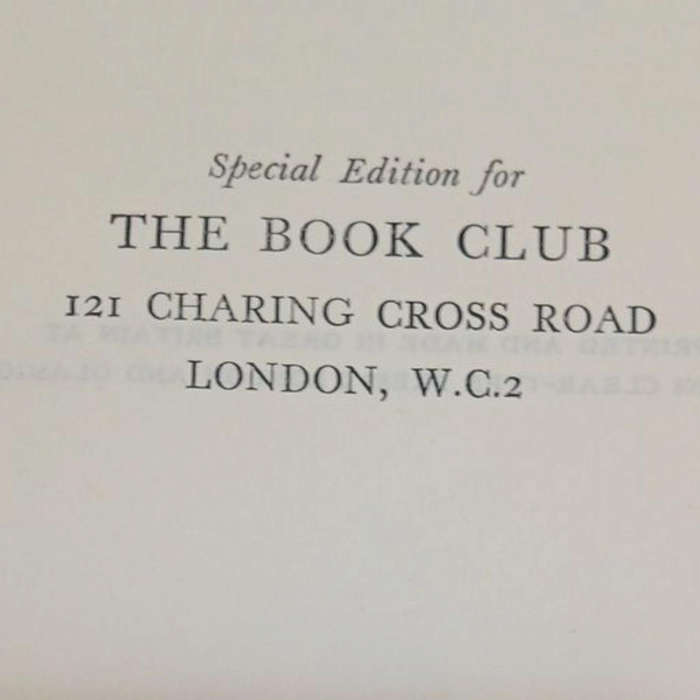 Special Edition for
THE BOOK CLUB
121 CHARING CROSS ROAD
LONDON, W.C.2